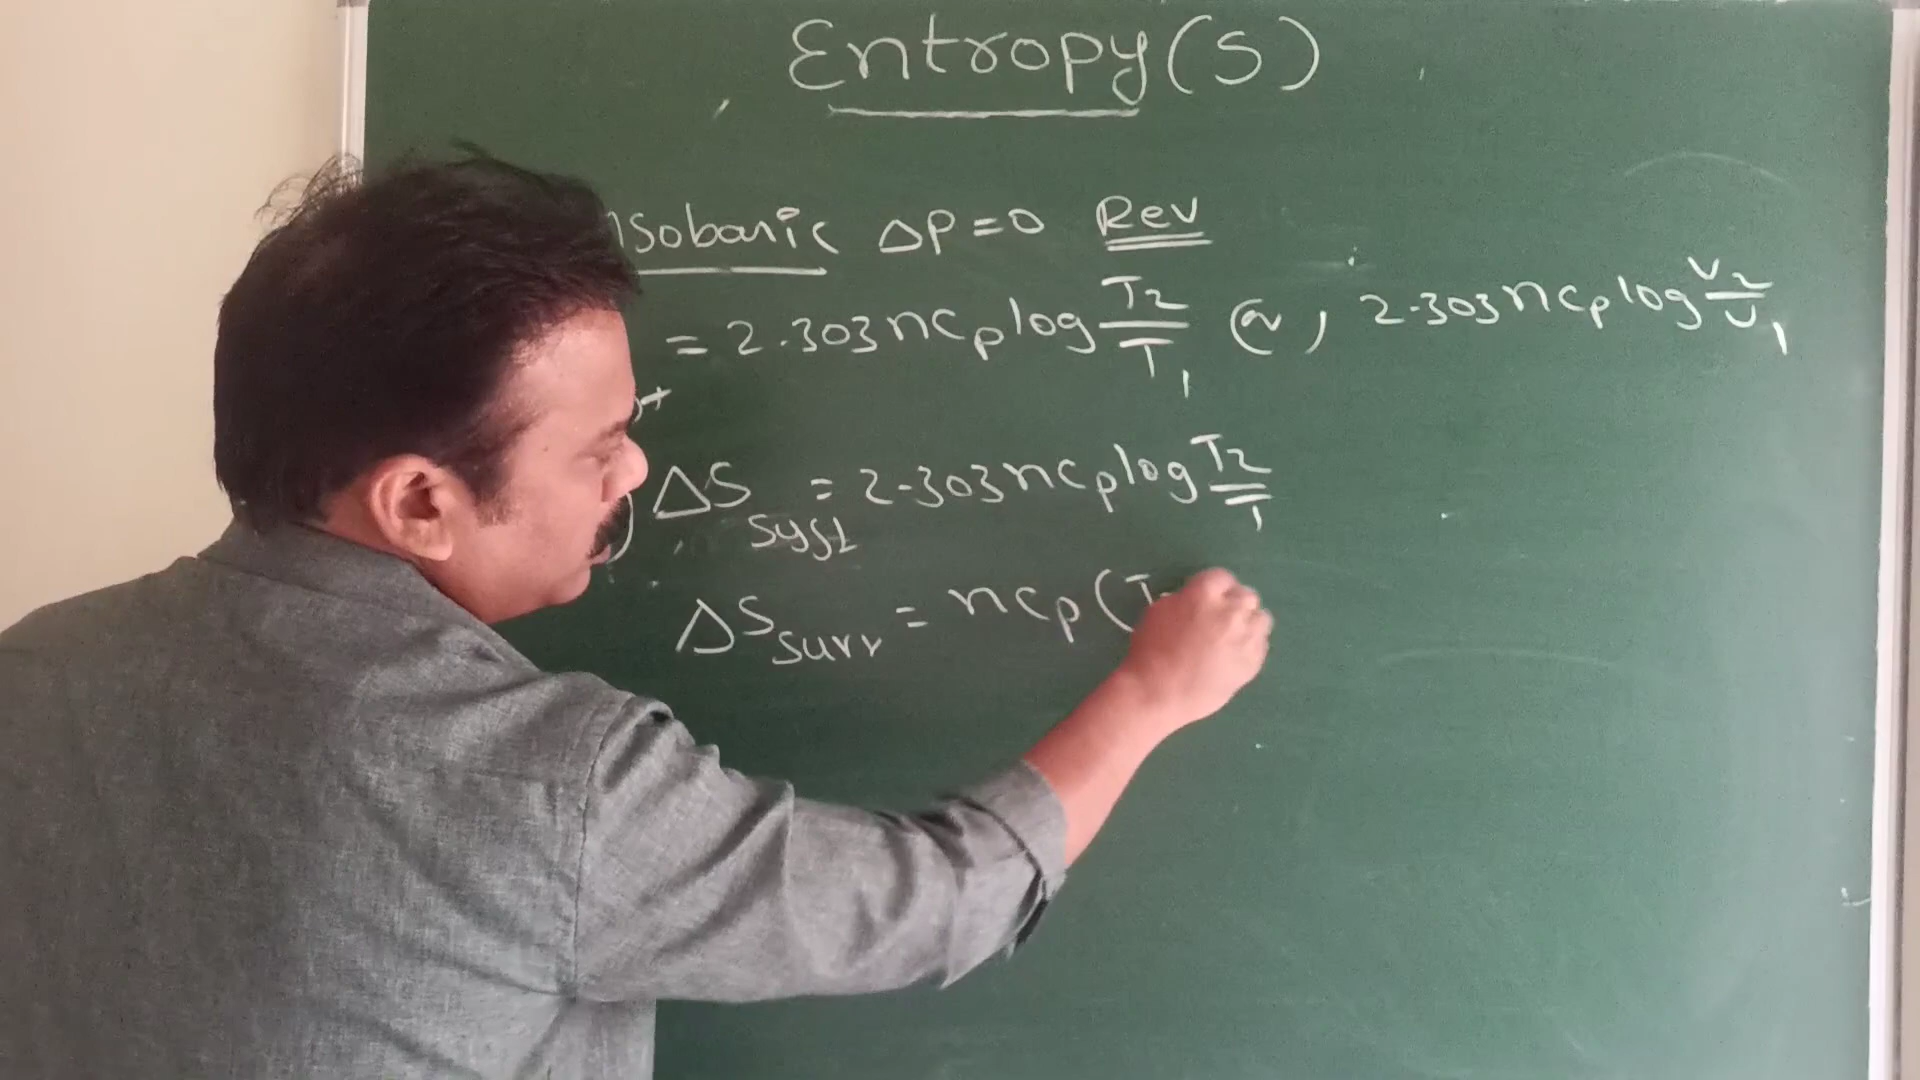 Entropy(S)
Isobaric ΔP=0 Rev
= 2.303 n Cp log T2/T1 (or), 2.303 n Cp log V2/V1
ΔS syst = 2.303 n Cp log T2/T
ΔS surr = n Cp (T